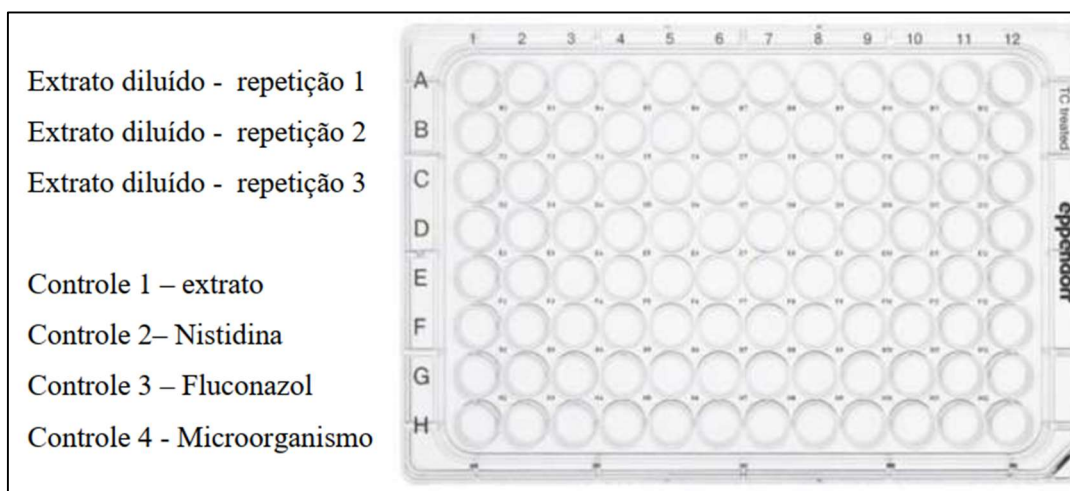 Extrato diluído - repetição 1
Extrato diluído - repetição 2
Extrato diluído - repetição 3
Controle 1 – extrato
Controle 2– Nistidina
Controle 3 – Fluconazol
Controle 4 - Microorganismo
1 2 3 4 5 6 7 8 9 10 11 12
A
B
C
D
E
F
G
H
TC treated
eppendorf